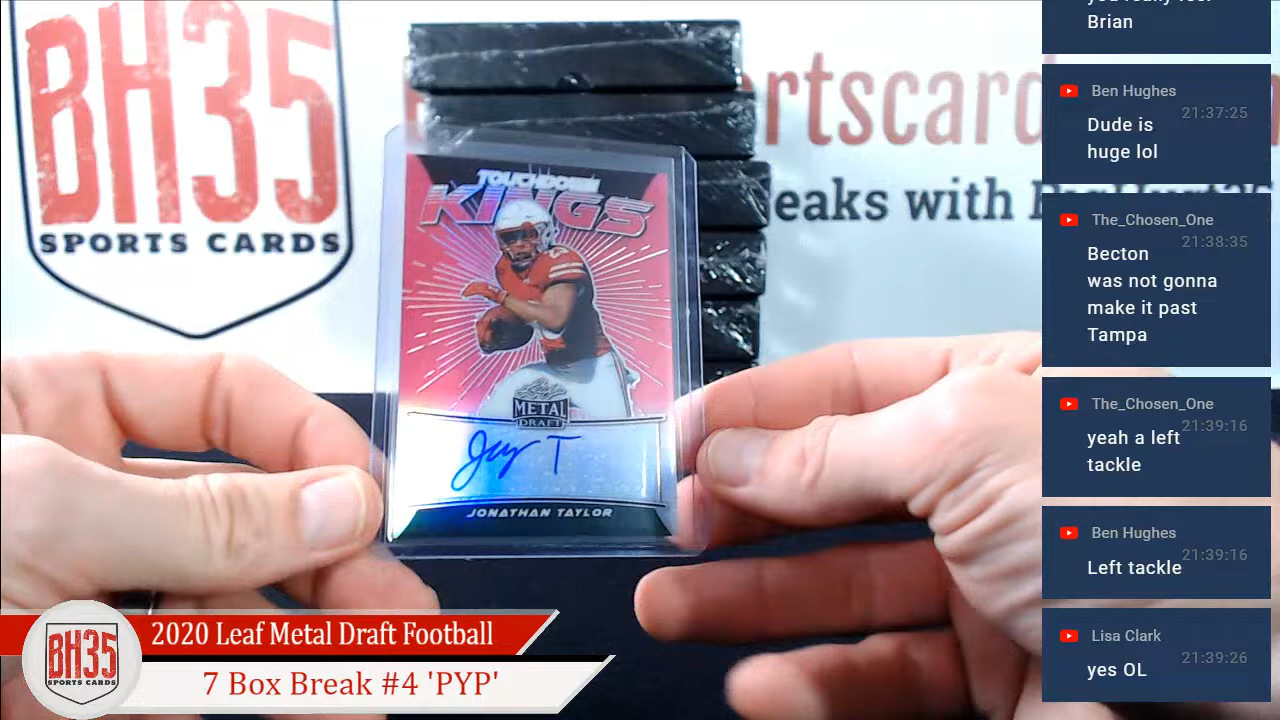 BH35
SPORTS CARDS
rtscard
eaks with
TOUCHDOWN
KINGS
Leaf
METAL
DRAFT
Jay T
JONATHAN TAYLOR
2020 Leaf Metal Draft Football
7 Box Break #4 'PYP'
BH35
SPORTS CARDS
Brian
Ben Hughes
21:37:25
Dude is
huge lol
The_Chosen_One
21:38:35
Becton
was not gonna
make it past
Tampa
The_Chosen_One
21:39:16
yeah a left
tackle
Ben Hughes
21:39:16
Left tackle
Lisa Clark
21:39:26
yes OL